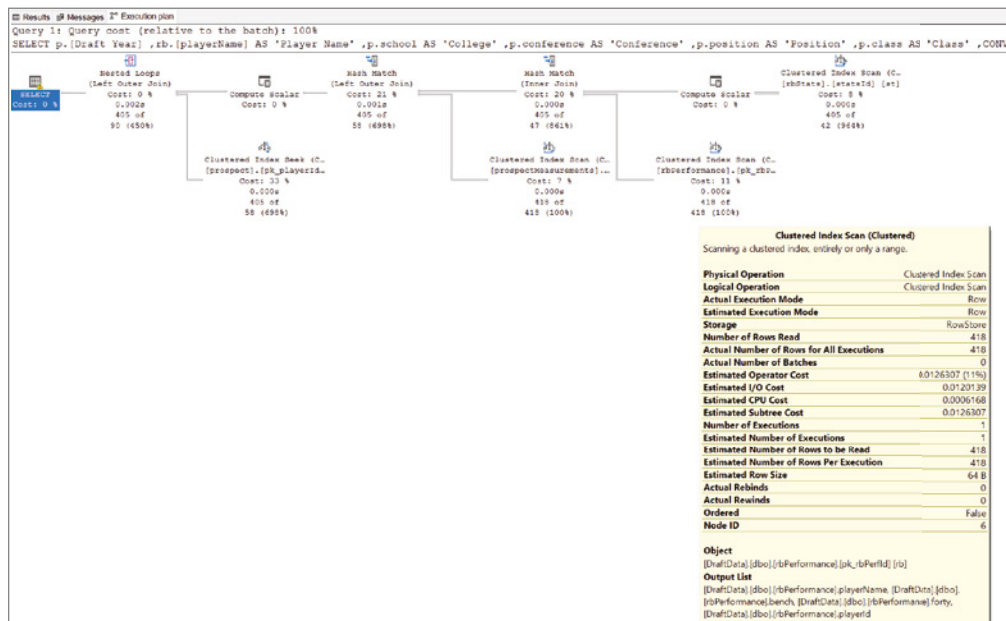 Results Messages Execution plan
Query 1: Query cost (relative to the batch): 100%
SELECT p.[Draft Year] ,rb.[playerName] AS 'Player Name' ,p.school AS 'College' ,p.conference AS 'Conference' ,p.position AS 'Position' ,p.class AS 'Class' ,CONV
SELECT
Cost: 0 %
Nested Loops
(Left Outer Join)
Cost: 0 %
0.002s
405 of
90 (450%)
Compute Scalar
Cost: 0 %
Hash Match
(Left Outer Join)
Cost: 21 %
0.001s
405 of
58 (698%)
Hash Match
(Inner Join)
Cost: 20 %
0.000s
405 of
47 (861%)
Compute Scalar
Cost: 0 %
Clustered Index Scan (C…
[rbStats].[statsId] [st]
Cost: 8 %
0.000s
405 of
42 (964%)
Clustered Index Seek (C…
[prospect].[pk_playerId…
Cost: 33 %
0.000s
405 of
58 (698%)
Clustered Index Scan (C…
[prospectMeasurements]….
Cost: 7 %
0.000s
418 of
418 (100%)
Clustered Index Scan (C…
[rbPerformance].[pk_rbP…
Cost: 11 %
0.000s
418 of
418 (100%)
Clustered Index Scan (Clustered)
Scanning a clustered index, entirely or only a range.
Physical Operation Clustered Index Scan
Logical Operation Clustered Index Scan
Actual Execution Mode Row
Estimated Execution Mode Row
Storage RowStore
Number of Rows Read 418
Actual Number of Rows for All Executions 418
Actual Number of Batches 0
Estimated Operator Cost 0.0126307 (11%)
Estimated I/O Cost 0.0120139
Estimated CPU Cost 0.0006168
Estimated Subtree Cost 0.0126307
Number of Executions 1
Estimated Number of Executions 1
Estimated Number of Rows to be Read 418
Estimated Number of Rows Per Execution 418
Estimated Row Size 64 B
Actual Rebinds 0
Actual Rewinds 0
Ordered False
Node ID 6
Object
[DraftData].[dbo].[rbPerformance].[pk_rbPerfId] [rb]
Output List
[DraftData].[dbo].[rbPerformance].playerName, [DraftData].[dbo].
[rbPerformance].bench, [DraftData].[dbo].[rbPerformance].forty,
[DraftData].[dbo].[rbPerformance].playerId